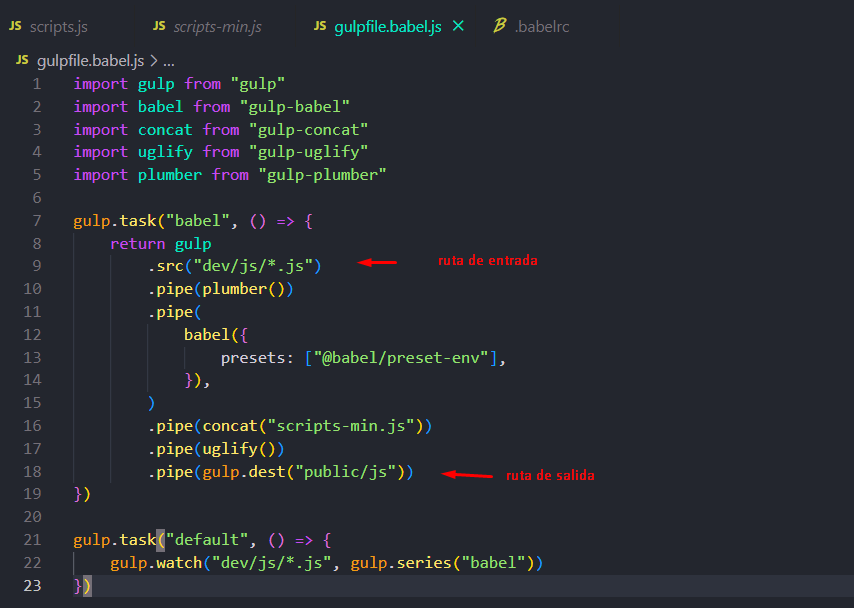 JS scripts.js JS scripts-min.js JS gulpfile.babel.js × .babelrc
JS gulpfile.babel.js > ...
1 import gulp from "gulp"
2 import babel from "gulp-babel"
3 import concat from "gulp-concat"
4 import uglify from "gulp-uglify"
5 import plumber from "gulp-plumber"
6
7 gulp.task("babel", () => {
8 return gulp
9 .src("dev/js/*.js") ruta de entrada
10 .pipe(plumber())
11 .pipe(
12 babel({
13 presets: ["@babel/preset-env"],
14 }),
15 )
16 .pipe(concat("scripts-min.js"))
17 .pipe(uglify())
18 .pipe(gulp.dest("public/js")) ruta de salida
19 })
20
21 gulp.task("default", () => {
22 gulp.watch("dev/js/*.js", gulp.series("babel"))
23 })